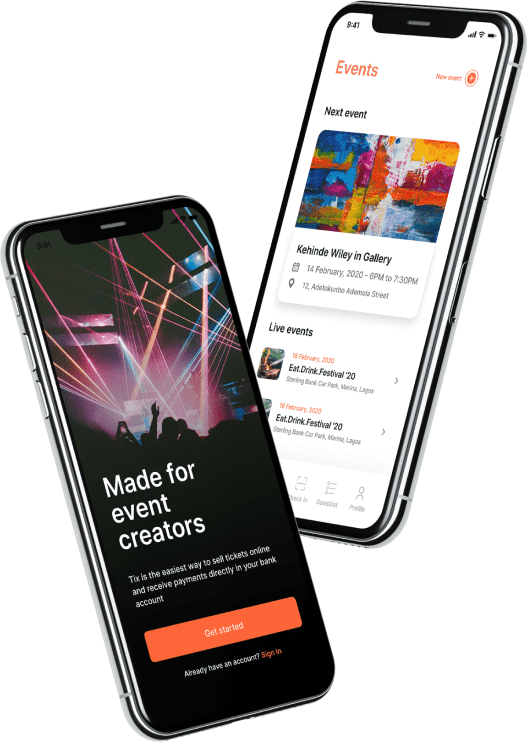 9:41
Events
New event
Next event
Kehinde Wiley in Gallery
14 February, 2020 - 6PM to 7:30PM
12, Adetokunbo Ademola Street
Live events
18 February, 2020
Eat.Drink.Festival '20
Sterling Bank Car Park, Marina, Lagos
18 February, 2020
Eat.Drink.Festival '20
Sterling Bank Car Park, Marina, Lagos
Check In
Guestlist
Profile
9:41
Made for
event
creators
Tix is the easiest way to sell tickets online
and receive payments directly in your bank
account
Get started
Already have an account? Sign In